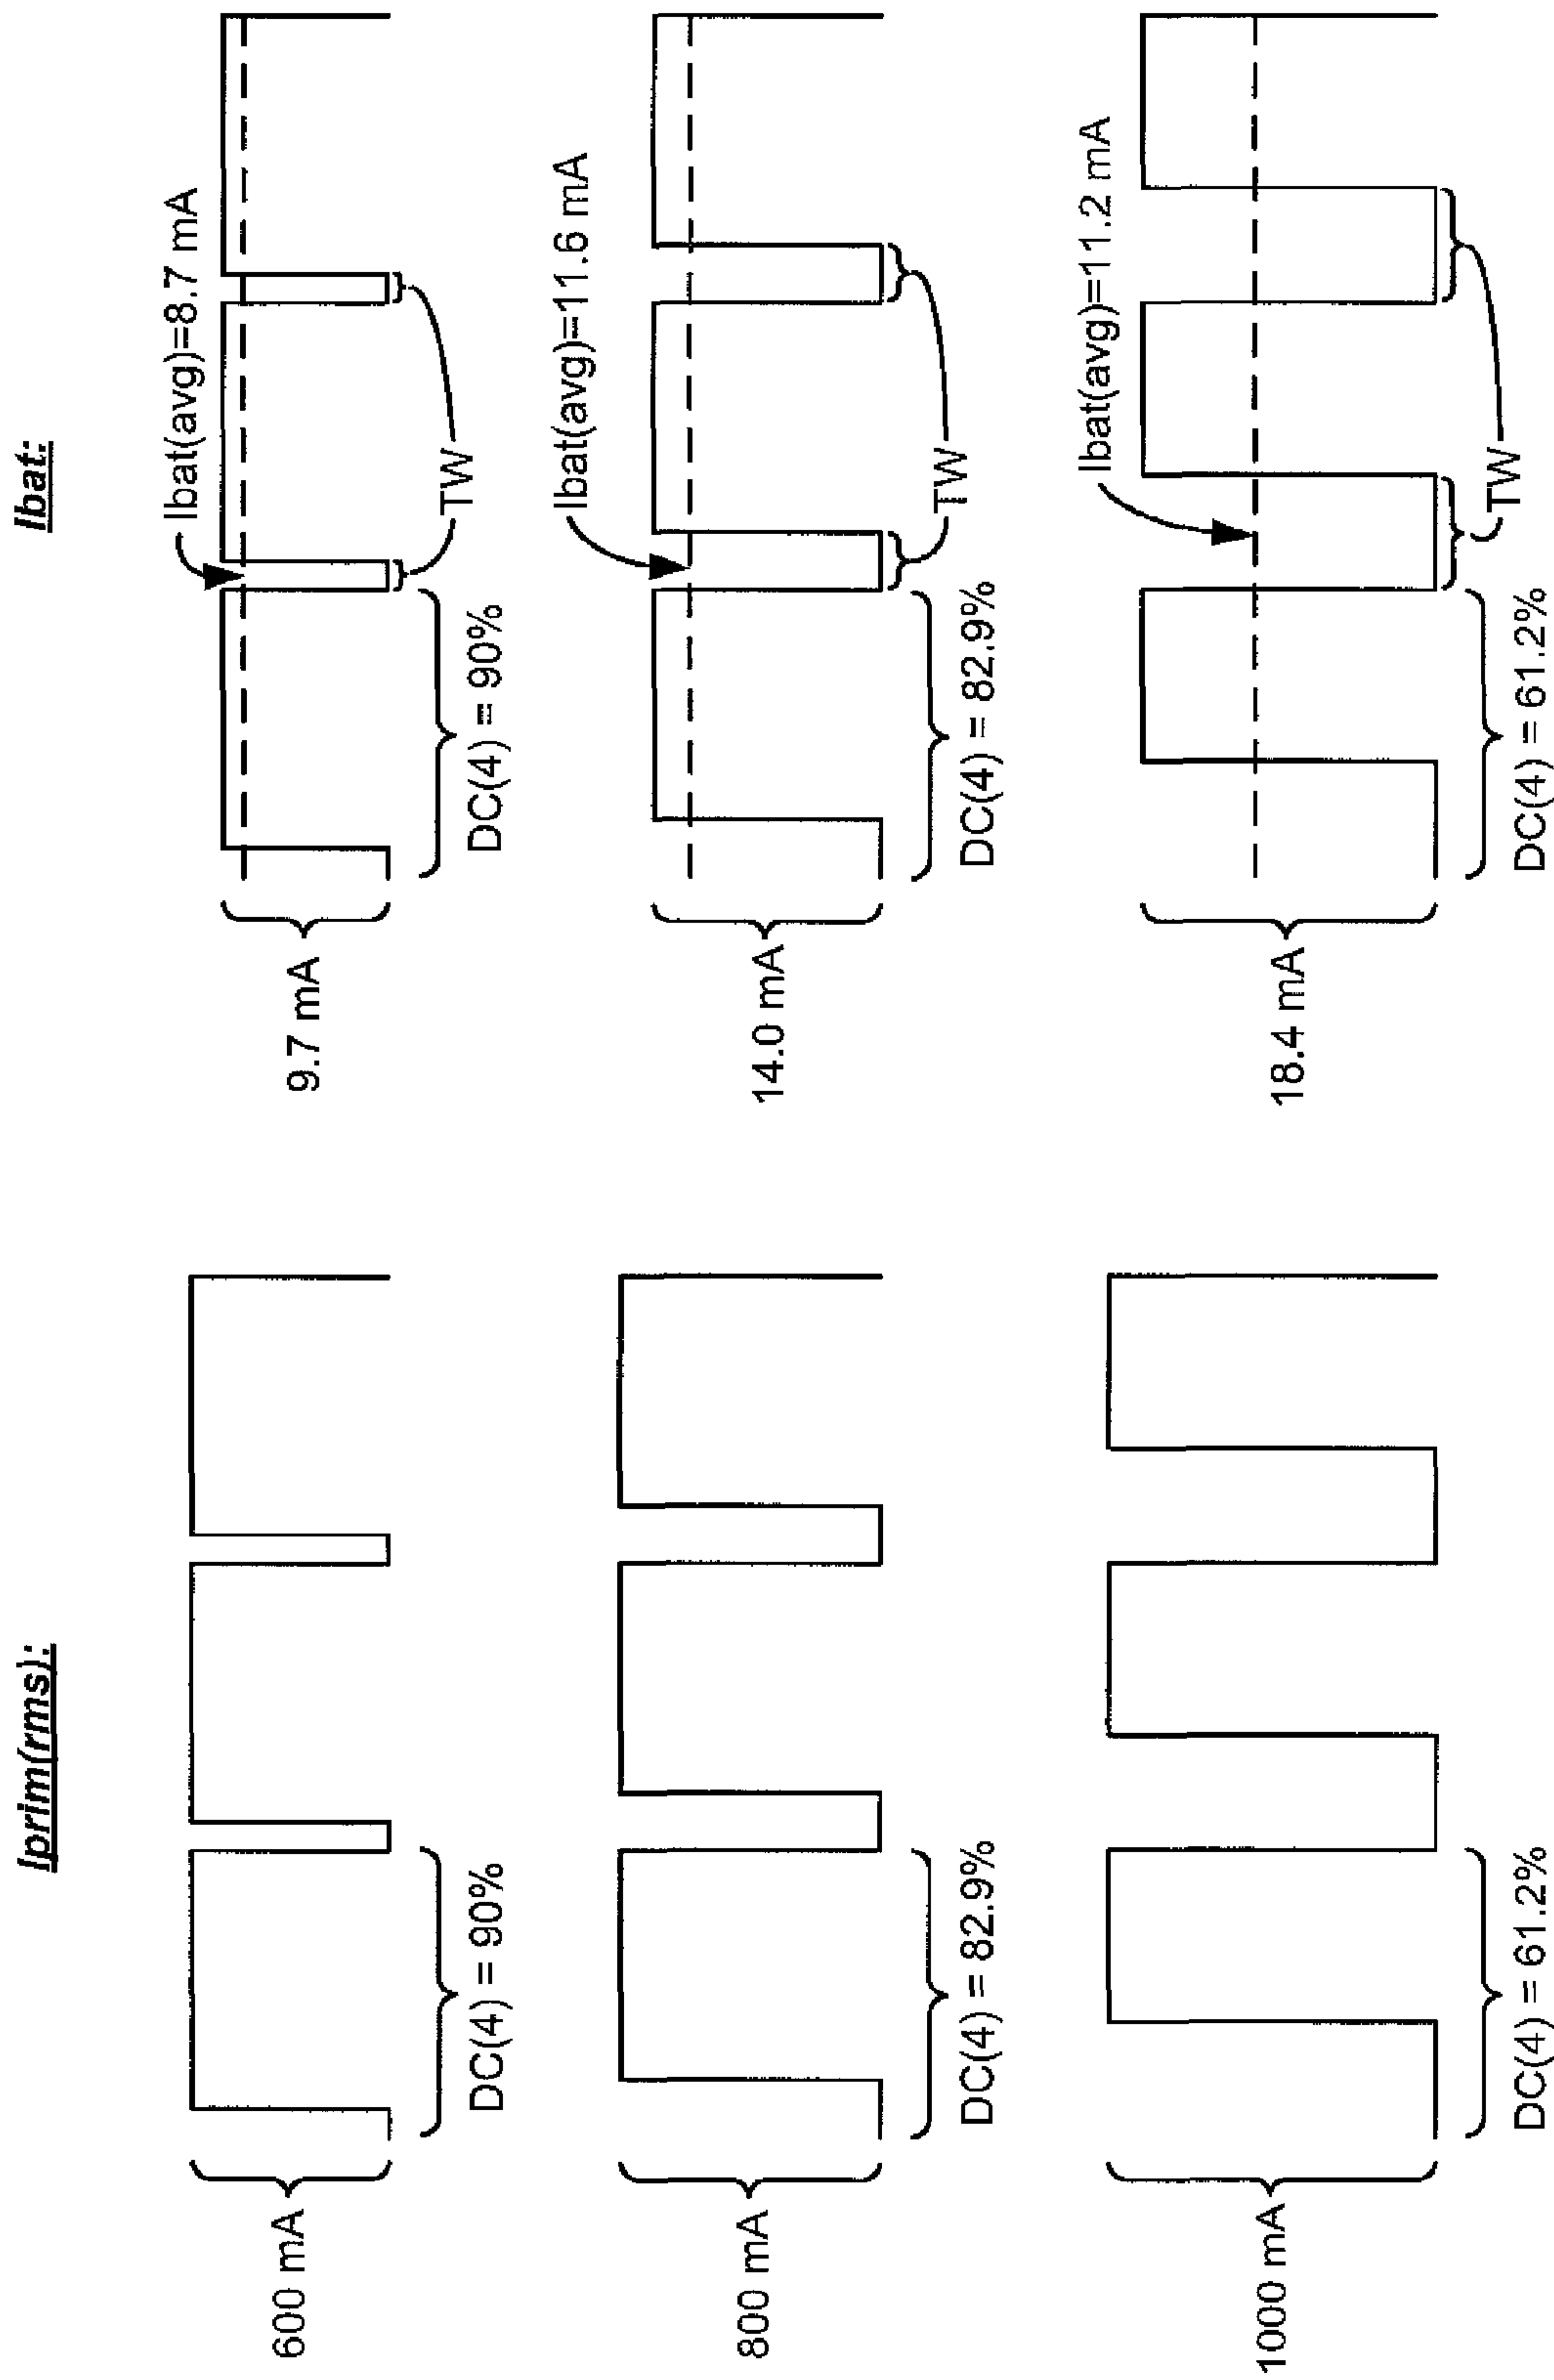 Iprim(rms):
600 mA
DC(4) = 90%
800 mA
DC(4) = 82.9%
1000 mA
DC(4) = 61.2%
Ibat:
9.7 mA
Ibat(avg)=8.7 mA
TW
DC(4) = 90%
14.0 mA
Ibat(avg)=11.6 mA
TW
DC(4) = 82.9%
18.4 mA
Ibat(avg)=11.2 mA
TW
DC(4) = 61.2%